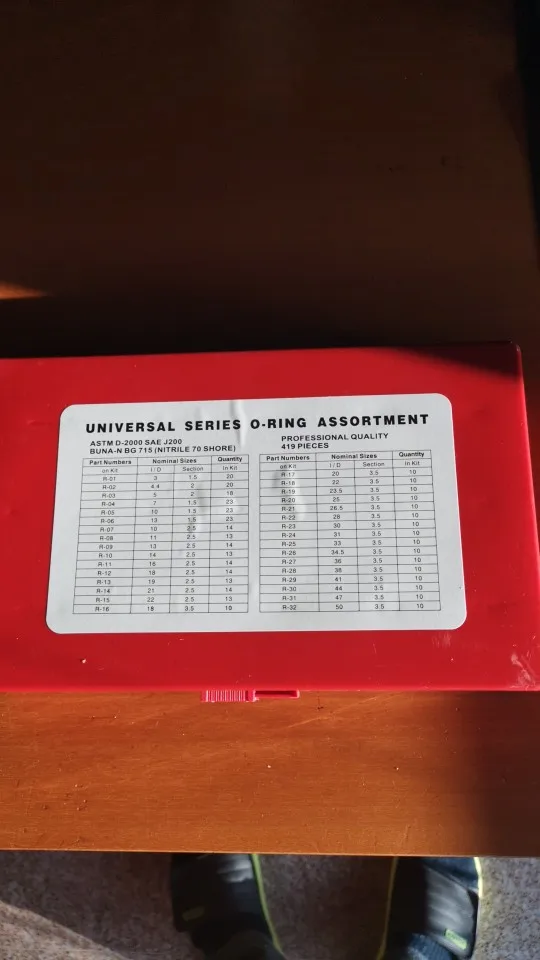 UNIVERSAL SERIES O-RING ASSORTMENT
ASTM D-2000 SAE J200
BUNA-N BG 715 (NITRILE 70 SHORE)
Part Numbers Nominal Sizes Quantity
on Kit I / D Section in Kit
R-01 3 1.5 20
R-02 4.4 2 20
R-03 5 2 18
R-04 7 1.5 23
R-05 10 1.5 23
R-06 13 1.5 23
R-07 10 2.5 14
R-08 11 2.5 13
R-09 13 2.5 14
R-10 14 2.5 13
R-11 16 2.5 14
R-12 18 2.5 14
R-13 19 2.5 13
R-14 21 2.5 14
R-15 22 2.5 13
R-16 18 3.5 10
PROFESSIONAL QUALITY
419 PIECES
Part Numbers Nominal Sizes Quantity
on Kit I / D Section in Kit
R-17 20 3.5 10
R-18 22 3.5 10
R-19 23.5 3.5 10
R-20 25 3.5 10
R-21 26.5 3.5 10
R-22 28 3.5 10
R-23 30 3.5 10
R-24 31 3.5 10
R-25 33 3.5 10
R-26 34.5 3.5 10
R-27 36 3.5 10
R-28 38 3.5 10
R-29 41 3.5 10
R-30 44 3.5 10
R-31 47 3.5 10
R-32 50 3.5 10